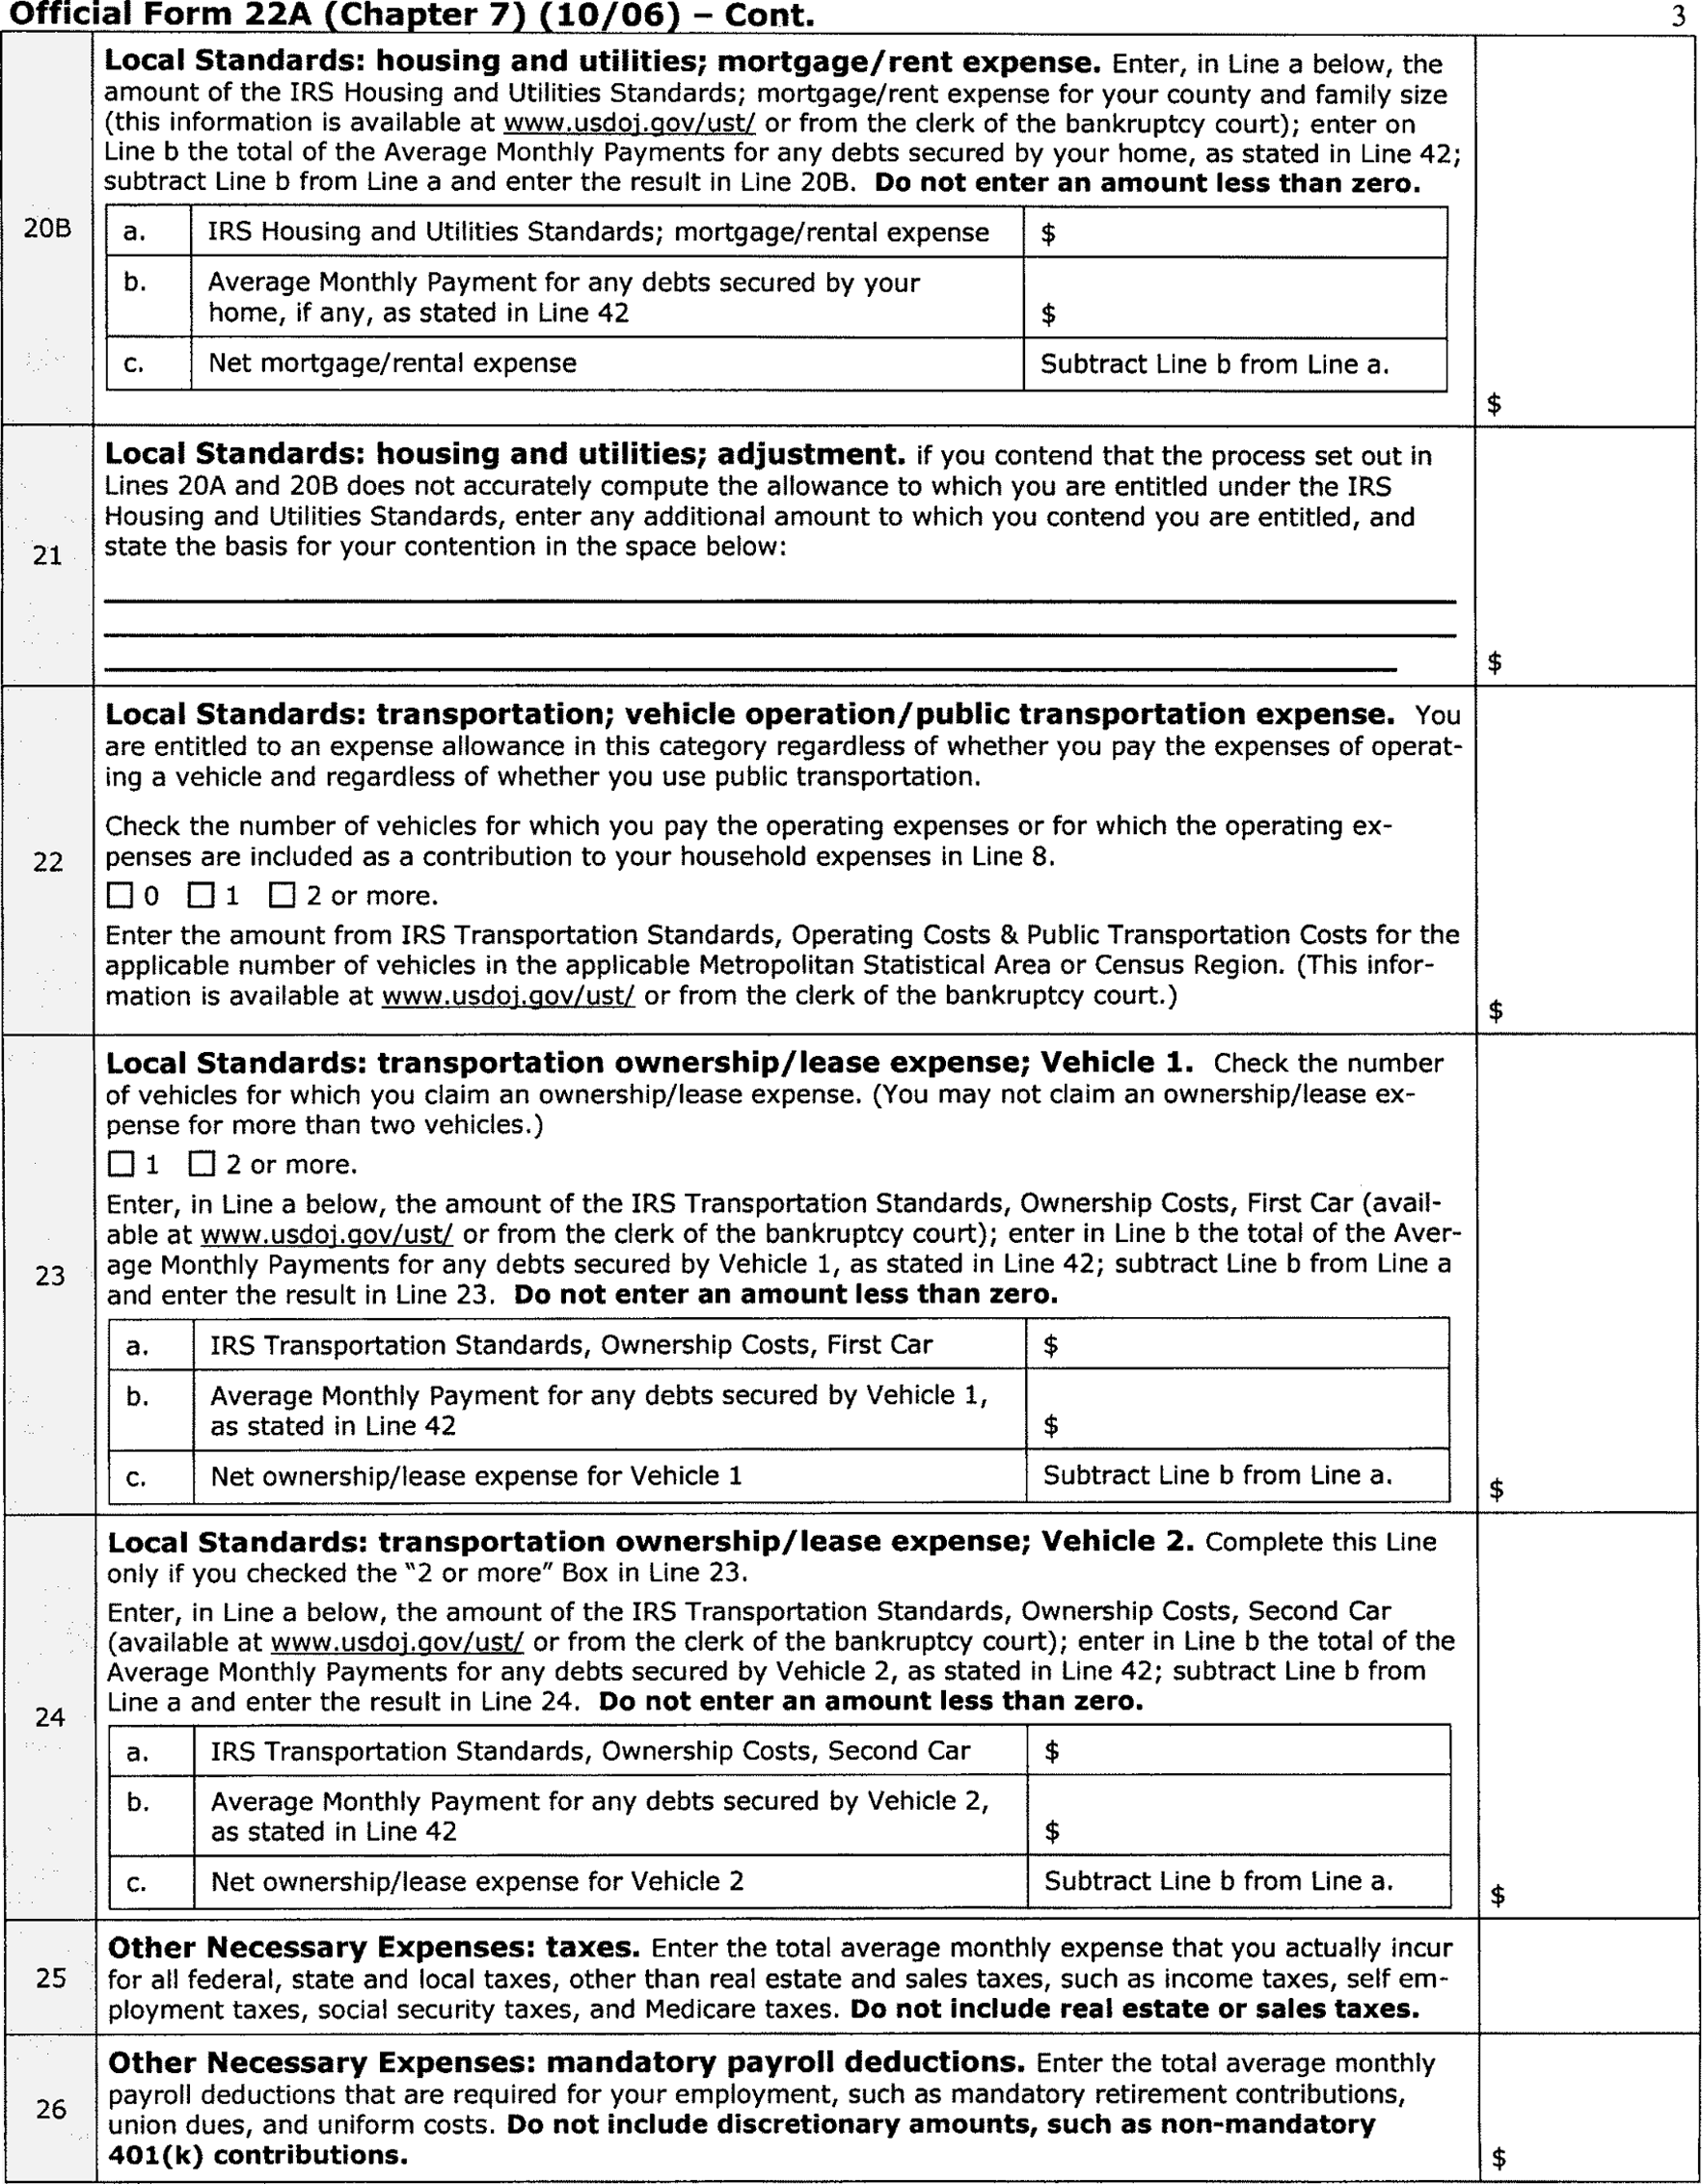 Official Form 22A (Chapter 7) (10/06) – Cont.
3
20B
Local Standards: housing and utilities; mortgage/rent expense. Enter, in Line a below, the
amount of the IRS Housing and Utilities Standards; mortgage/rent expense for your county and family size
(this information is available at www.usdoj.gov/ust/ or from the clerk of the bankruptcy court); enter on
Line b the total of the Average Monthly Payments for any debts secured by your home, as stated in Line 42;
subtract Line b from Line a and enter the result in Line 20B. Do not enter an amount less than zero.
a. IRS Housing and Utilities Standards; mortgage/rental expense $
b. Average Monthly Payment for any debts secured by your
home, if any, as stated in Line 42 $
c. Net mortgage/rental expense Subtract Line b from Line a.
$
21
Local Standards: housing and utilities; adjustment. if you contend that the process set out in
Lines 20A and 20B does not accurately compute the allowance to which you are entitled under the IRS
Housing and Utilities Standards, enter any additional amount to which you contend you are entitled, and
state the basis for your contention in the space below:
$
22
Local Standards: transportation; vehicle operation/public transportation expense. You
are entitled to an expense allowance in this category regardless of whether you pay the expenses of operat-
ing a vehicle and regardless of whether you use public transportation.
Check the number of vehicles for which you pay the operating expenses or for which the operating ex-
penses are included as a contribution to your household expenses in Line 8.
☐ 0 ☐ 1 ☐ 2 or more.
Enter the amount from IRS Transportation Standards, Operating Costs & Public Transportation Costs for the
applicable number of vehicles in the applicable Metropolitan Statistical Area or Census Region. (This infor-
mation is available at www.usdoj.gov/ust/ or from the clerk of the bankruptcy court.)
$
23
Local Standards: transportation ownership/lease expense; Vehicle 1. Check the number
of vehicles for which you claim an ownership/lease expense. (You may not claim an ownership/lease ex-
pense for more than two vehicles.)
☐ 1 ☐ 2 or more.
Enter, in Line a below, the amount of the IRS Transportation Standards, Ownership Costs, First Car (avail-
able at www.usdoj.gov/ust/ or from the clerk of the bankruptcy court); enter in Line b the total of the Aver-
age Monthly Payments for any debts secured by Vehicle 1, as stated in Line 42; subtract Line b from Line a
and enter the result in Line 23. Do not enter an amount less than zero.
a. IRS Transportation Standards, Ownership Costs, First Car $
b. Average Monthly Payment for any debts secured by Vehicle 1,
as stated in Line 42 $
c. Net ownership/lease expense for Vehicle 1 Subtract Line b from Line a.
$
24
Local Standards: transportation ownership/lease expense; Vehicle 2. Complete this Line
only if you checked the "2 or more" Box in Line 23.
Enter, in Line a below, the amount of the IRS Transportation Standards, Ownership Costs, Second Car
(available at www.usdoj.gov/ust/ or from the clerk of the bankruptcy court); enter in Line b the total of the
Average Monthly Payments for any debts secured by Vehicle 2, as stated in Line 42; subtract Line b from
Line a and enter the result in Line 24. Do not enter an amount less than zero.
a. IRS Transportation Standards, Ownership Costs, Second Car $
b. Average Monthly Payment for any debts secured by Vehicle 2,
as stated in Line 42 $
c. Net ownership/lease expense for Vehicle 2 Subtract Line b from Line a.
$
25
Other Necessary Expenses: taxes. Enter the total average monthly expense that you actually incur
for all federal, state and local taxes, other than real estate and sales taxes, such as income taxes, self em-
ployment taxes, social security taxes, and Medicare taxes. Do not include real estate or sales taxes.
26
Other Necessary Expenses: mandatory payroll deductions. Enter the total average monthly
payroll deductions that are required for your employment, such as mandatory retirement contributions,
union dues, and uniform costs. Do not include discretionary amounts, such as non-mandatory
401(k) contributions.
$